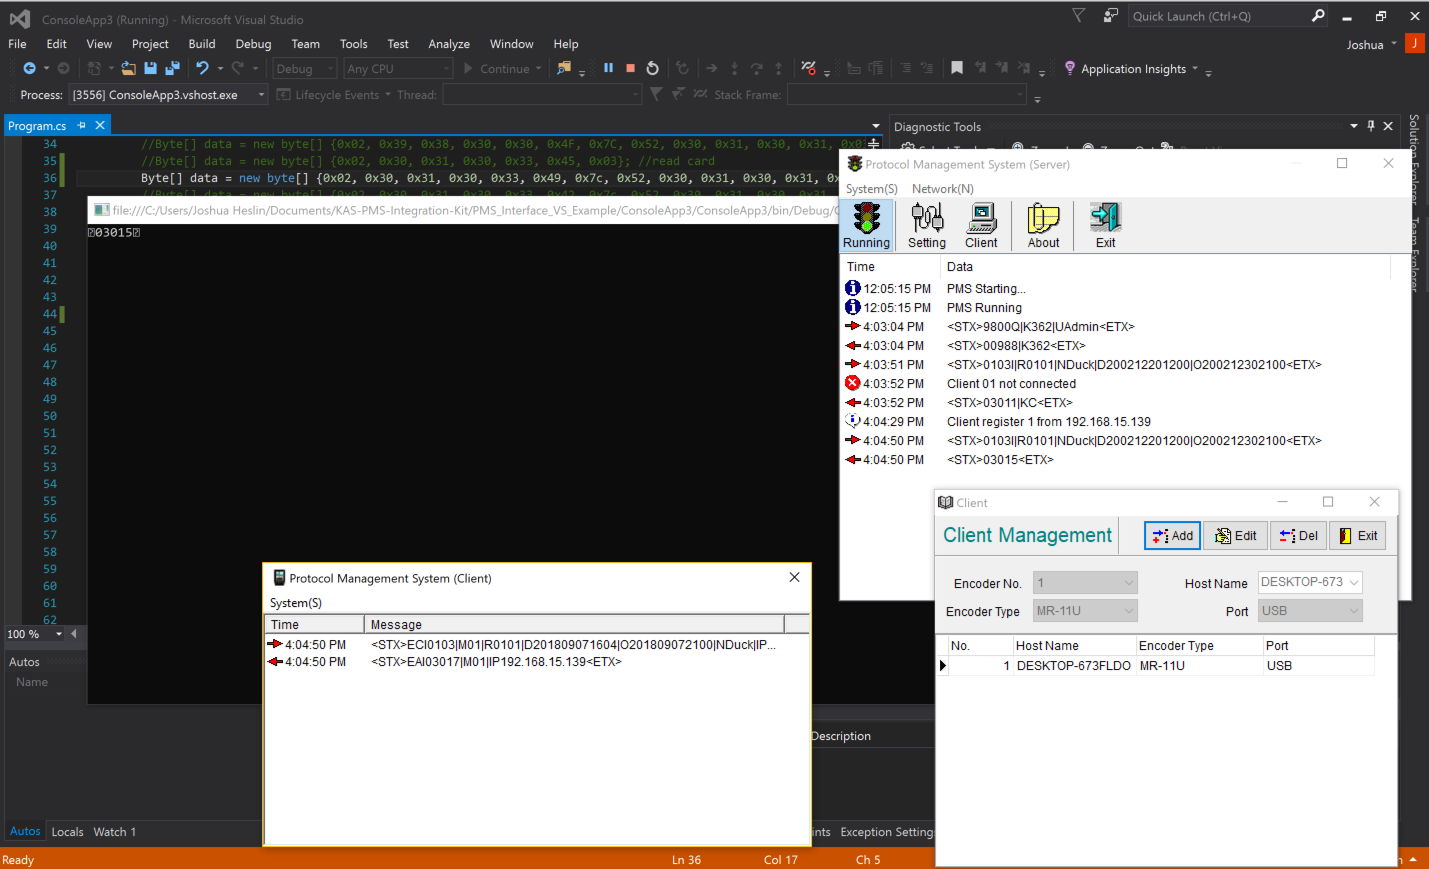 ConsoleApp3 (Running) - Microsoft Visual Studio
Quick Launch (Ctrl+Q)
File Edit View Project Build Debug Team Tools Test Analyze Window Help
Joshua J
Debug Any CPU Continue Application Insights
Process: [3556] ConsoleApp3.vshost.exe Lifecycle Events Thread: Stack Frame:
Program.cs
Diagnostic Tools
Solution Explorer
Team Explorer
34 //Byte[] data = new byte[] {0x02, 0x39, 0x38, 0x30, 0x30, 0x4F, 0x7C, 0x52, 0x30, 0x31, 0x30, 0x31,
35 //Byte[] data = new byte[] {0x02, 0x30, 0x31, 0x30, 0x33, 0x45, 0x03}; //read card
36 Byte[] data = new byte[] {0x02, 0x30, 0x31, 0x30, 0x33, 0x49, 0x7c, 0x52, 0x30, 0x31, 0x30, 0x31,
37
38
39
40
41
42
43
44
45
46
47
48
49
50
51
52
53
54
55
56
57
58
59
60
61
62
file:///C:/Users/Joshua Heslin/Documents/KAS-PMS-Integration-Kit/PMS_Interface_VS_Example/ConsoleApp3/ConsoleApp3/bin/Debug/
03015
Protocol Management System (Server)
System(S) Network(N)
Running Setting Client About Exit
Time Data
12:05:15 PM PMS Starting...
12:05:15 PM PMS Running
4:03:04 PM <STX>9800Q|K362|UAdmin<ETX>
4:03:04 PM <STX>00988|K362<ETX>
4:03:51 PM <STX>0103I|R0101|NDuck|D200212201200|O200212302100<ETX>
4:03:52 PM Client 01 not connected
4:03:52 PM <STX>03011|KC<ETX>
4:04:29 PM Client register 1 from 192.168.15.139
4:04:50 PM <STX>0103I|R0101|NDuck|D200212201200|O200212302100<ETX>
4:04:50 PM <STX>03015<ETX>
Client
Client Management
Add Edit Del Exit
Encoder No. 1 Host Name DESKTOP-673
Encoder Type MR-11U Port USB
No. Host Name Encoder Type Port
1 DESKTOP-673FLDO MR-11U USB
Protocol Management System (Client)
System(S)
Time Message
4:04:50 PM <STX>ECI0103|M01|R0101|D201809071604|O201809072100|NDuck|IP...
4:04:50 PM <STX>EAI03017|M01|IP192.168.15.139<ETX>
100 %
Autos
Name
Description
Autos Locals Watch 1
Exception Setting
Ready Ln 36 Col 17 Ch 5